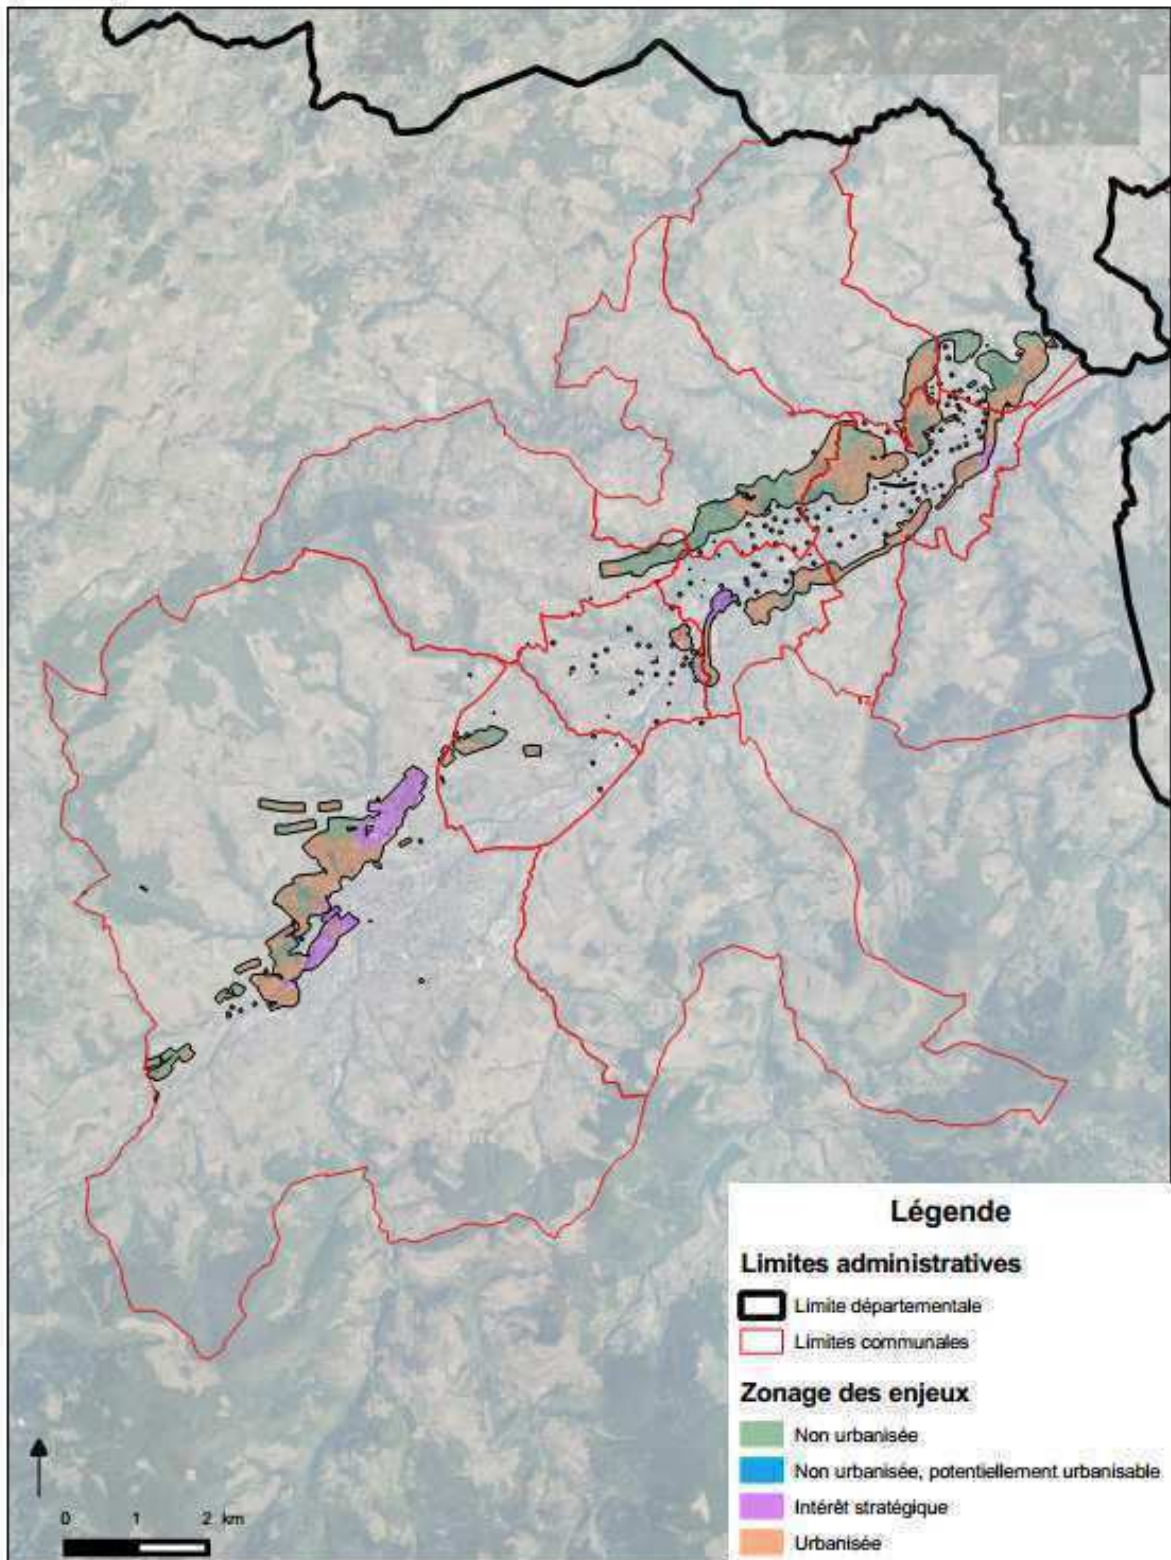 Légende
Limites administratives
Limite départementale
Limites communales
Zonage des enjeux
Non urbanisée
Non urbanisée, potentiellement urbanisable
Intérêt stratégique
Urbanisée
0 1 2 km